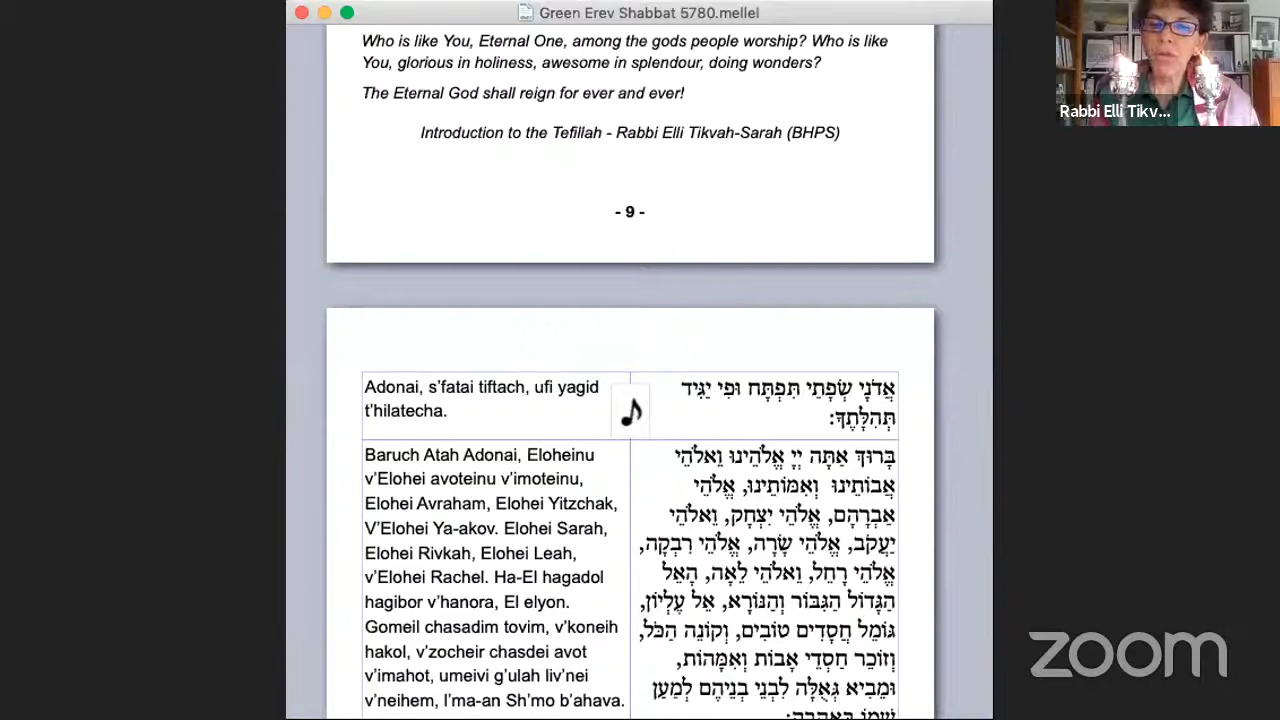 Green Erev Shabbat 5780.mellel
Who is like You, Eternal One, among the gods people worship? Who is like
You, glorious in holiness, awesome in splendour, doing wonders?
The Eternal God shall reign for ever and ever!
Introduction to the Tefillah - Rabbi Elli Tikvah-Sarah (BHPS)
- 9 -
Adonai, s’fatai tiftach, ufi yagid
t’hilatecha.
אֲדֹנָי שְׂפָתַי תִּפְתָּח וּפִי יַגִּיד
תְּהִלָּתֶךָ:
Baruch Atah Adonai, Eloheinu
v’Elohei avoteinu v’imoteinu,
Elohei Avraham, Elohei Yitzchak,
V’Elohei Ya-akov. Elohei Sarah,
Elohei Rivkah, Elohei Leah,
v’Elohei Rachel. Ha-El hagadol
hagibor v’hanora, El elyon.
Gomeil chasadim tovim, v’koneih
hakol, v’zocheir chasdei avot
v’imahot, umeivi g’ulah liv’nei
v’neihem, l’ma-an Sh’mo b’ahava.
בָּרוּךְ אַתָּה יְיָ אֱלֹהֵינוּ וֵאלֹהֵי
אֲבוֹתֵינוּ וְאִמּוֹתֵינוּ, אֱלֹהֵי
אַבְרָהָם, אֱלֹהֵי יִצְחָק, וֵאלֹהֵי
יַעֲקֹב, אֱלֹהֵי שָׂרָה, אֱלֹהֵי רִבְקָה,
אֱלֹהֵי רָחֵל, וֵאלֹהֵי לֵאָה, הָאֵל
הַגָּדוֹל הַגִּבּוֹר וְהַנּוֹרָא, אֵל עֶלְיוֹן,
גּוֹמֵל חֲסָדִים טוֹבִים, וְקוֹנֵה הַכֹּל,
וְזוֹכֵר חַסְדֵי אָבוֹת וְאִמָּהוֹת,
וּמֵבִיא גְּאֻלָּה לִבְנֵי בְנֵיהֶם לְמַעַן
שְׁמוֹ בְּאַהֲבָה:
Rabbi Elli Tikv...
zoom